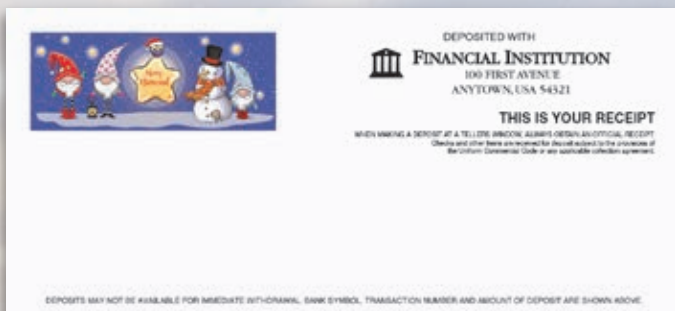 Merry Christmas!
DEPOSITED WITH
FINANCIAL INSTITUTION
100 FIRST AVENUE
ANYTOWN, USA 54321
THIS IS YOUR RECEIPT
WHEN MAKING A DEPOSIT AT A TELLERS WINDOW, ALWAYS OBTAIN AN OFFICIAL RECEIPT
Checks and other items are received for deposit subject to the provisions of
the Uniform Commercial Code or any applicable collection agreement.
DEPOSITS MAY NOT BE AVAILABLE FOR IMMEDIATE WITHDRAWAL. BANK SYMBOL, TRANSACTION NUMBER AND AMOUNT OF DEPOSIT ARE SHOWN ABOVE.